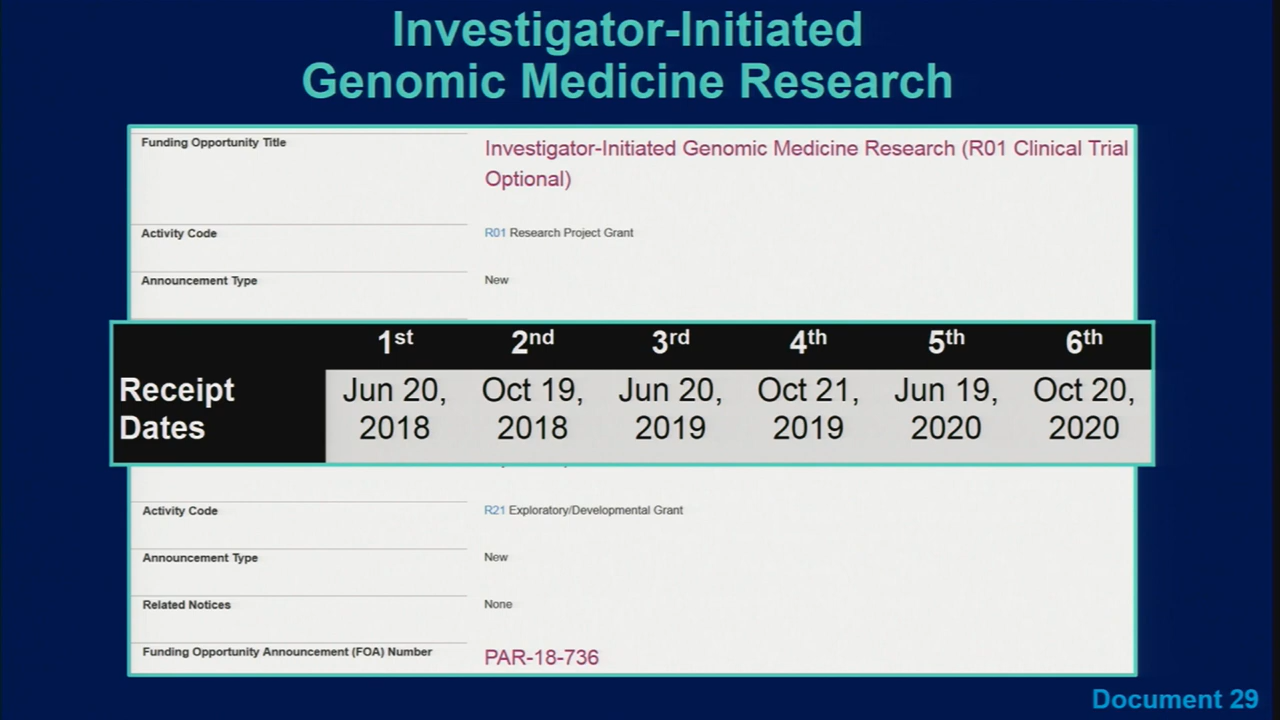 Investigator-Initiated
Genomic Medicine Research
Funding Opportunity Title
Investigator-Initiated Genomic Medicine Research (R01 Clinical Trial
Optional)
Activity Code
R01 Research Project Grant
Announcement Type
New
1st 2nd 3rd 4th 5th 6th
Receipt Jun 20, Oct 19, Jun 20, Oct 21, Jun 19, Oct 20,
Dates 2018 2018 2019 2019 2020 2020
Activity Code
R21 Exploratory/Developmental Grant
Announcement Type
New
Related Notices
None
Funding Opportunity Announcement (FOA) Number
PAR-18-736
Document 29